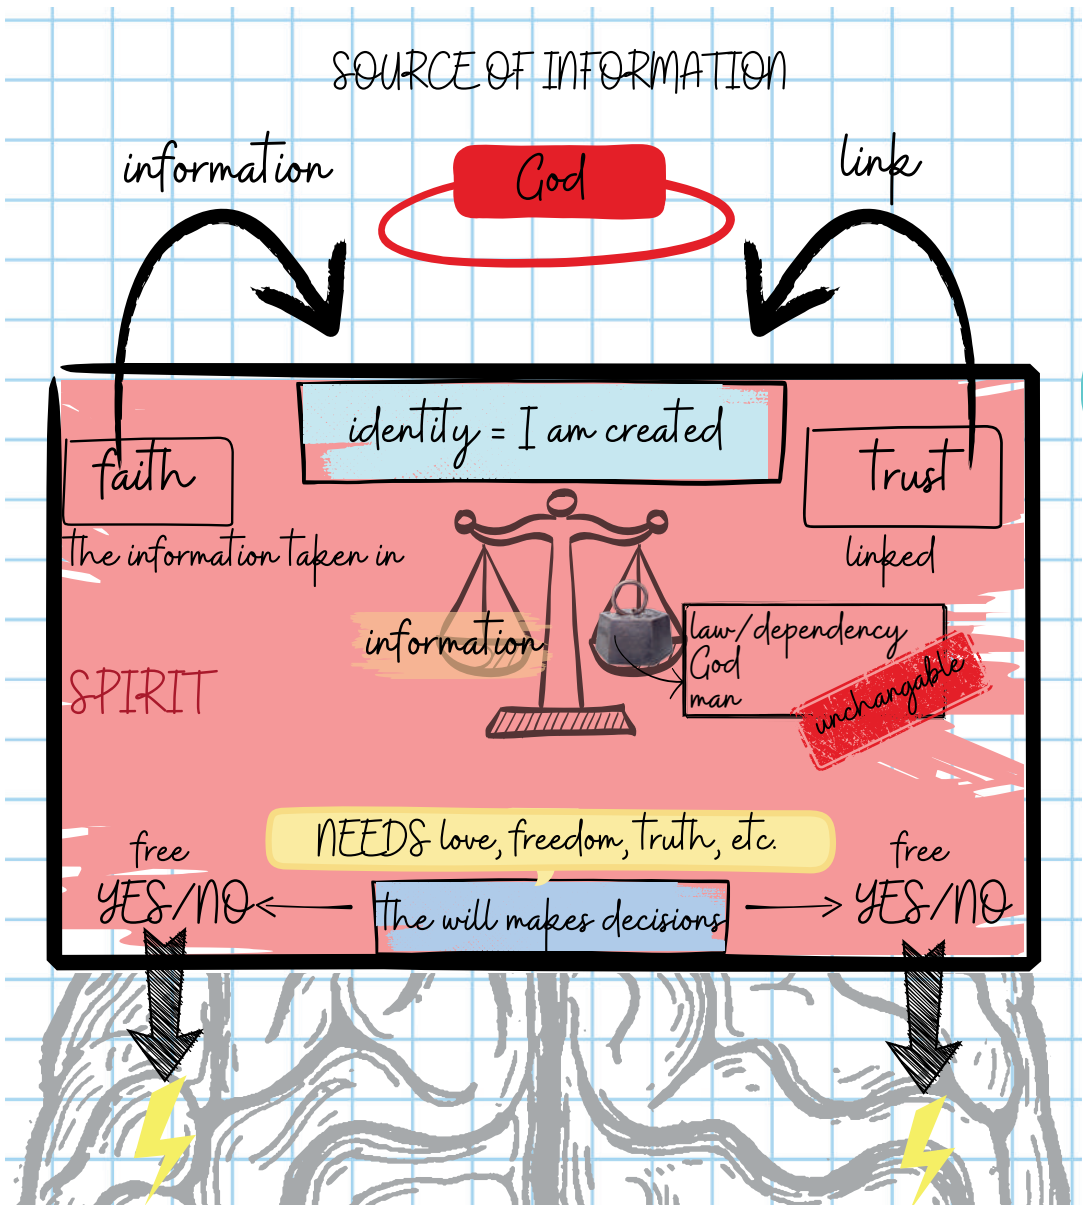 SOURCE OF INFORMATION
information
God
link
identity = I am created
faith
trust
the information taken in
linked
information
law/dependency
God
man
unchangable
SPIRIT
NEEDS love, freedom, truth, etc.
free
YES/NO
the will makes decisions
free
YES/NO